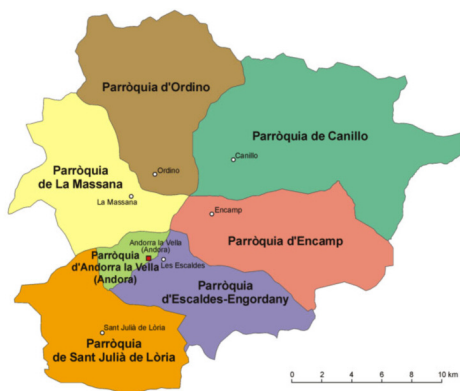 Parròquia d'Ordino
Parròquia de Canillo
Canillo
Parròquia
de La Massana
Ordino
La Massana
Encamp
Parròquia d'Encamp
Andorra la Vella
(Andora)
Parròquia
d'Andorra la Vella
(Andora)
Les Escaldes
Parròquia
d'Escaldes-Engordany
Sant Julià de Lòria
Parròquia
de Sant Julià de Lòria
0 2 4 6 8 10 km